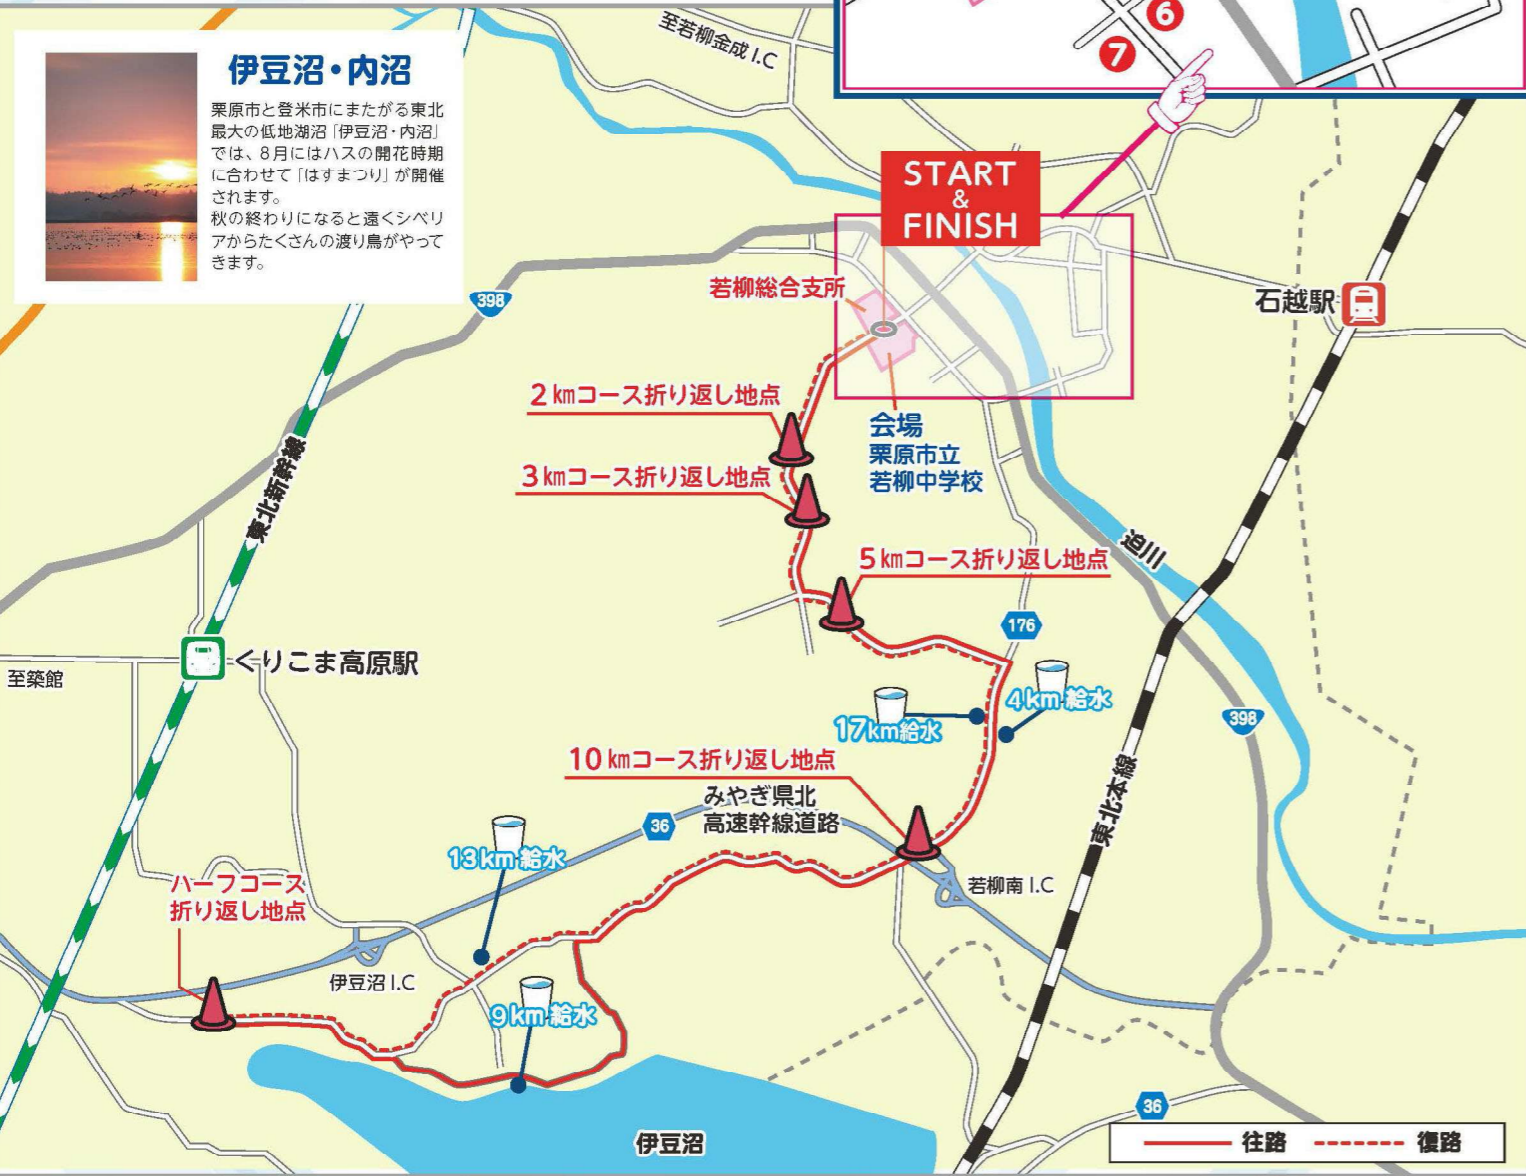 至若柳金成I.C
6
7
伊豆沼・内沼
栗原市と登米市にまたがる東北
最大の低地湖沼「伊豆沼・内沼」
では、8月にはハスの開花時期
に合わせて「はすまつり」が開催
されます。
秋の終わりになると遠くシベリ
アからたくさんの渡り鳥がやって
きます。
START
&
FINISH
398
若柳総合支所
石越駅
2kmコース折り返し地点
会場
栗原市立
若柳中学校
3kmコース折り返し地点
東北新幹線
迫川
5kmコース折り返し地点
176
くりこま高原駅
至築館
4km給水
17km給水
398
10kmコース折り返し地点
みやぎ県北
高速幹線道路
36
東北本線
13km給水
ハーフコース
折り返し地点
若柳南I.C
伊豆沼I.C
9km給水
36
伊豆沼
往路
復路